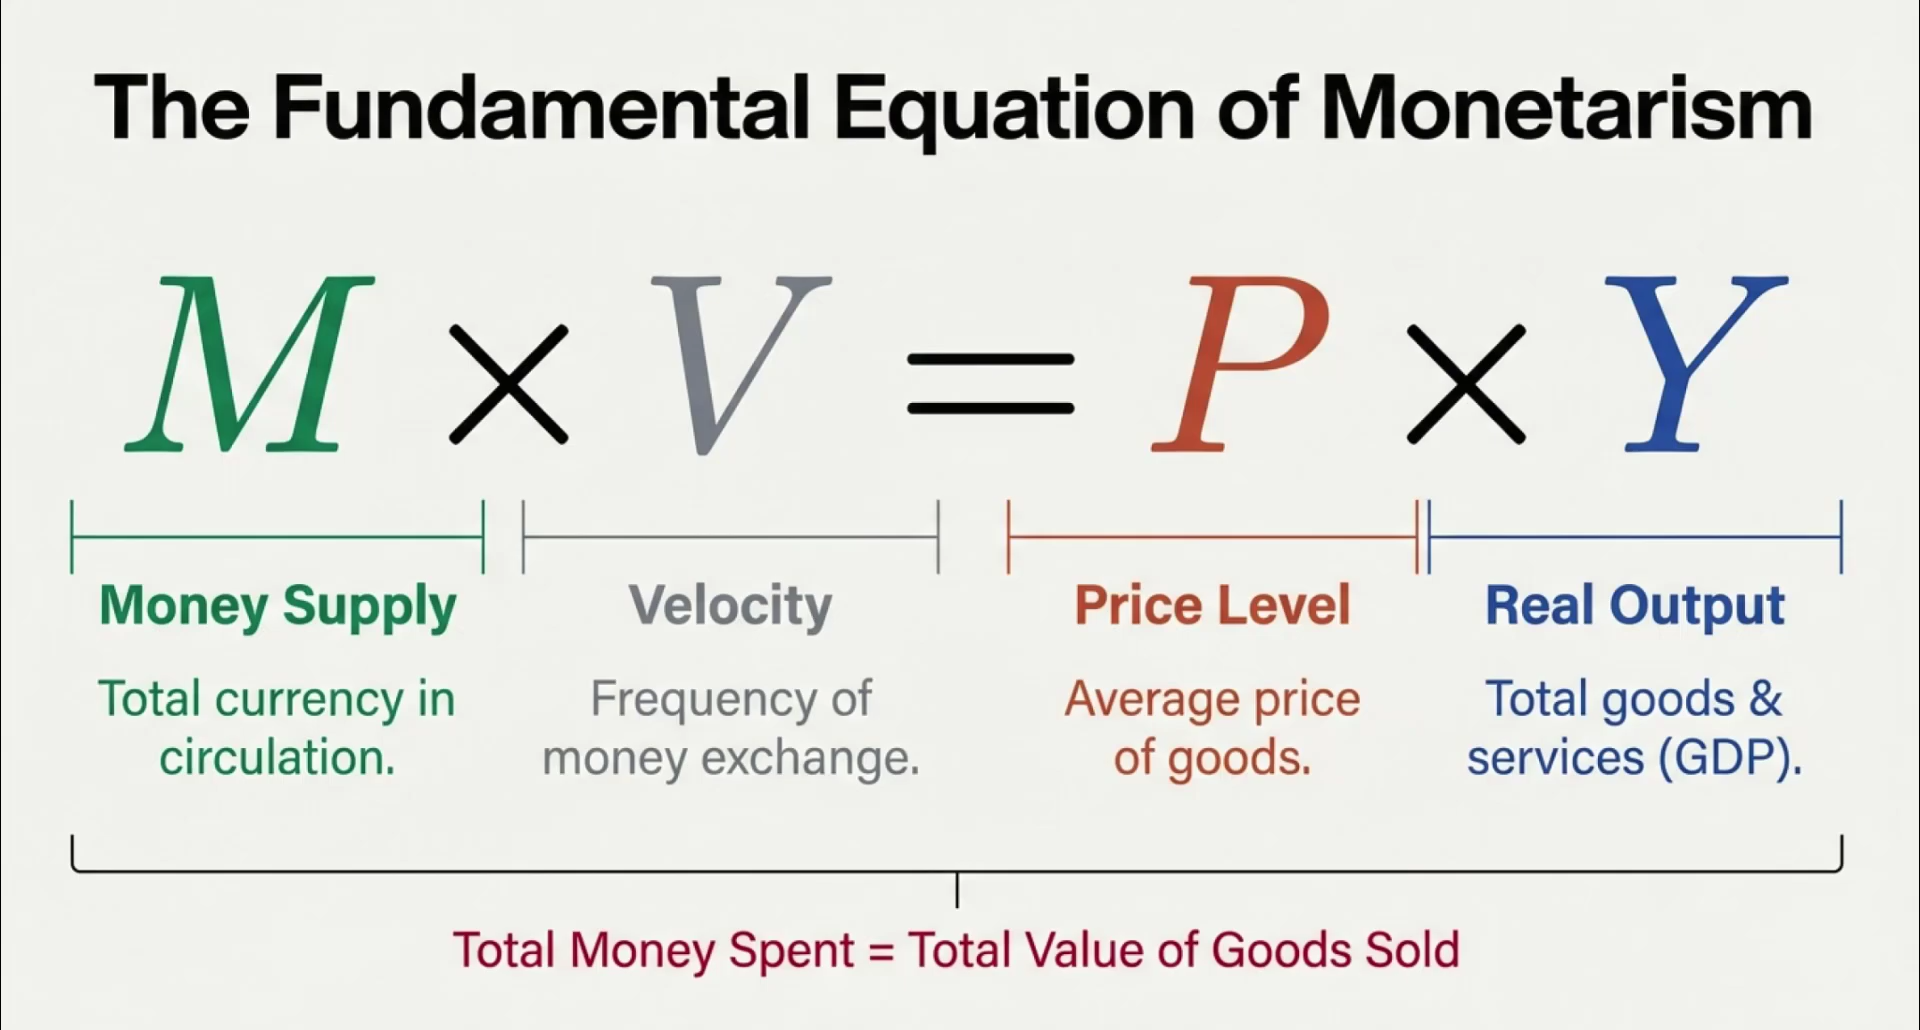 The Fundamental Equation of Monetarism
M × V = P × Y
Money Supply
Total currency in
circulation.
Velocity
Frequency of
money exchange.
Price Level
Average price
of goods.
Real Output
Total goods &
services (GDP).
Total Money Spent = Total Value of Goods Sold